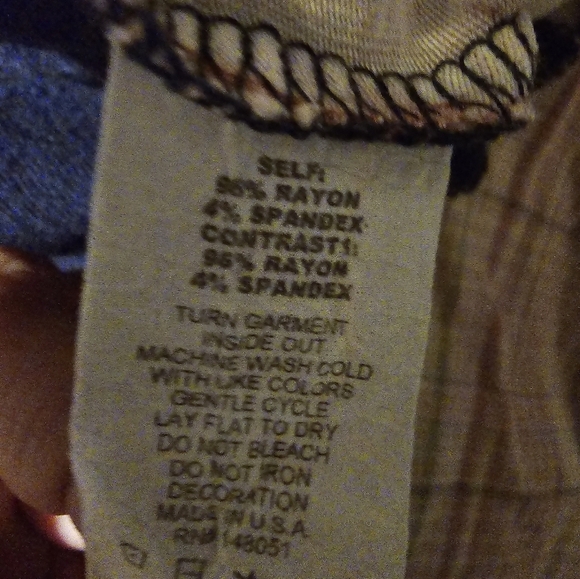 SELF:
96% RAYON
4% SPANDEX
CONTRAST1:
96% RAYON
4% SPANDEX
TURN GARMENT
INSIDE OUT
MACHINE WASH COLD
WITH LIKE COLORS
GENTLE CYCLE
LAY FLAT TO DRY
DO NOT BLEACH
DO NOT IRON
DECORATION
MADE IN U.S.A.
RN# 148051